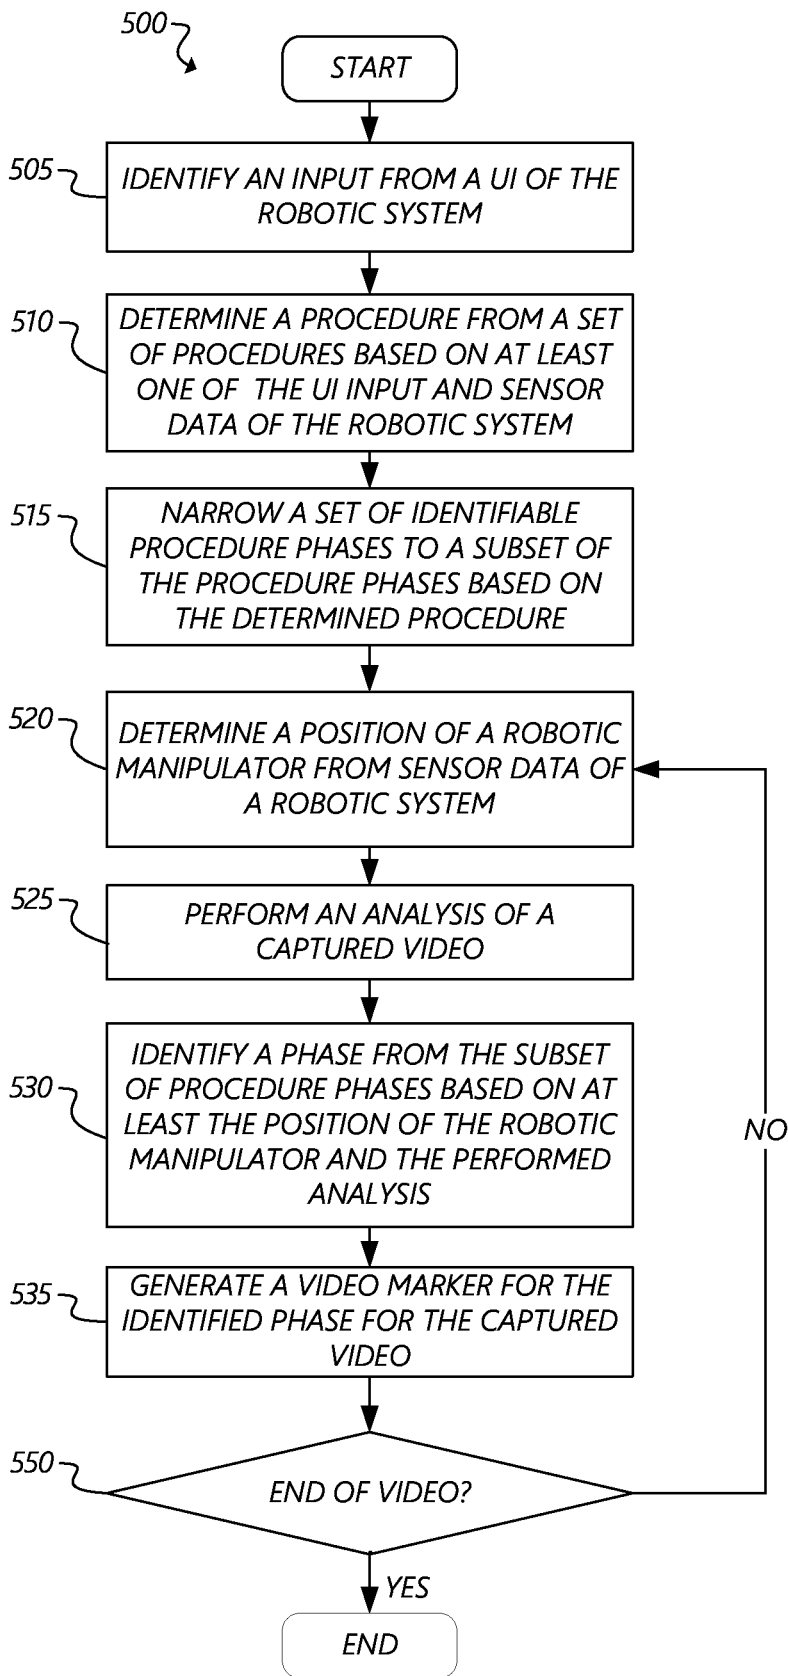 500
START
505
IDENTIFY AN INPUT FROM A UI OF THE
ROBOTIC SYSTEM
510
DETERMINE A PROCEDURE FROM A SET
OF PROCEDURES BASED ON AT LEAST
ONE OF THE UI INPUT AND SENSOR
DATA OF THE ROBOTIC SYSTEM
515
NARROW A SET OF IDENTIFIABLE
PROCEDURE PHASES TO A SUBSET OF
THE PROCEDURE PHASES BASED ON
THE DETERMINED PROCEDURE
520
DETERMINE A POSITION OF A ROBOTIC
MANIPULATOR FROM SENSOR DATA OF
A ROBOTIC SYSTEM
525
PERFORM AN ANALYSIS OF A
CAPTURED VIDEO
530
IDENTIFY A PHASE FROM THE SUBSET
OF PROCEDURE PHASES BASED ON AT
LEAST THE POSITION OF THE ROBOTIC
MANIPULATOR AND THE PERFORMED
ANALYSIS
NO
535
GENERATE A VIDEO MARKER FOR THE
IDENTIFIED PHASE FOR THE CAPTURED
VIDEO
550
END OF VIDEO?
YES
END